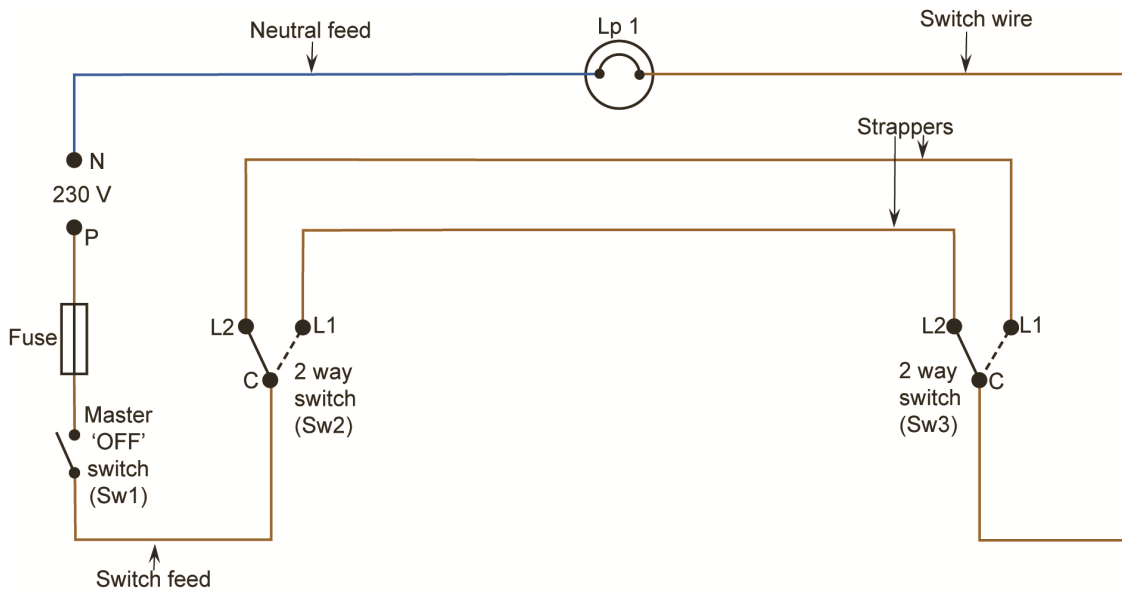 Lp 1
Switch wire
Neutral feed
Strappers
N
230 V
P
L2
L1
L2
L1
Fuse
C
2 way
switch
(Sw2)
2 way
switch
(Sw3)
C
Master
‘OFF’
switch
(Sw1)
Switch feed